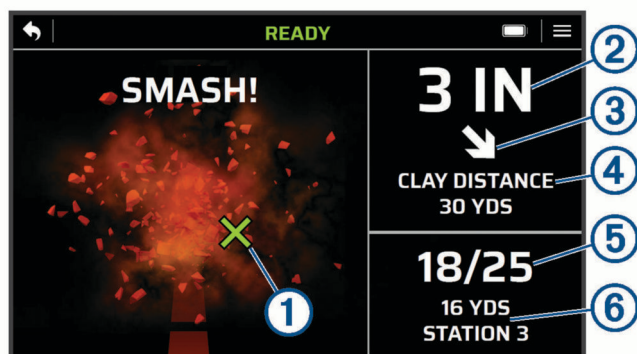 READY
SMASH!
3 IN
CLAY DISTANCE
30 YDS
18/25
16 YDS
STATION 3
1
2
3
4
5
6